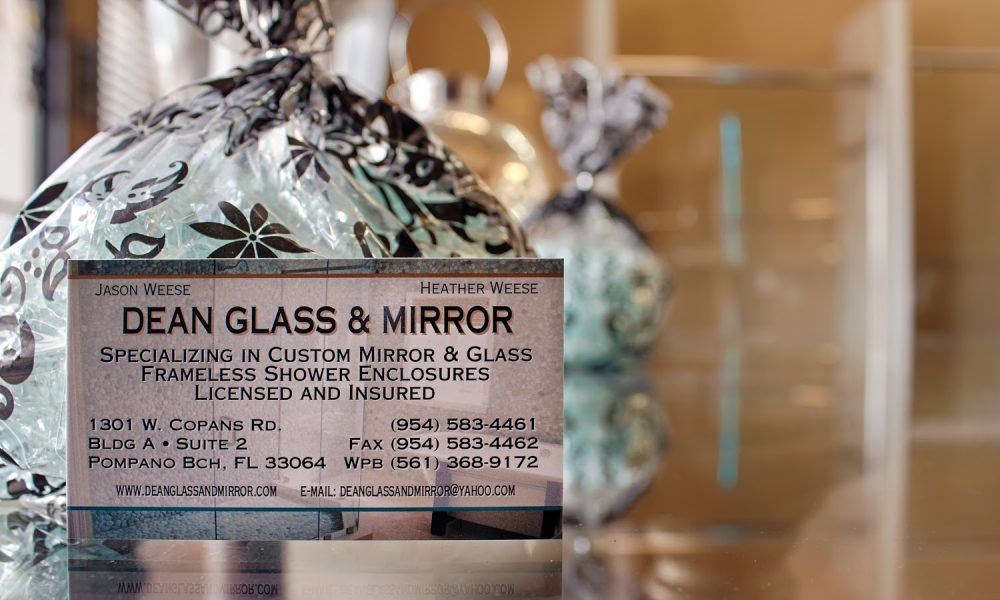 Jason Weese Heather Weese
DEAN GLASS & MIRROR
Specializing in Custom Mirror & Glass
Frameless Shower Enclosures
Licensed and Insured
1301 W. Copans Rd. (954) 583-4461
Bldg A • Suite 2 Fax (954) 583-4462
Pompano Bch, FL 33064 Wpb (561) 368-9172
WWW.DEANGLASSANDMIRROR.COM E-MAIL: DEANGLASSANDMIRROR@YAHOO.COM